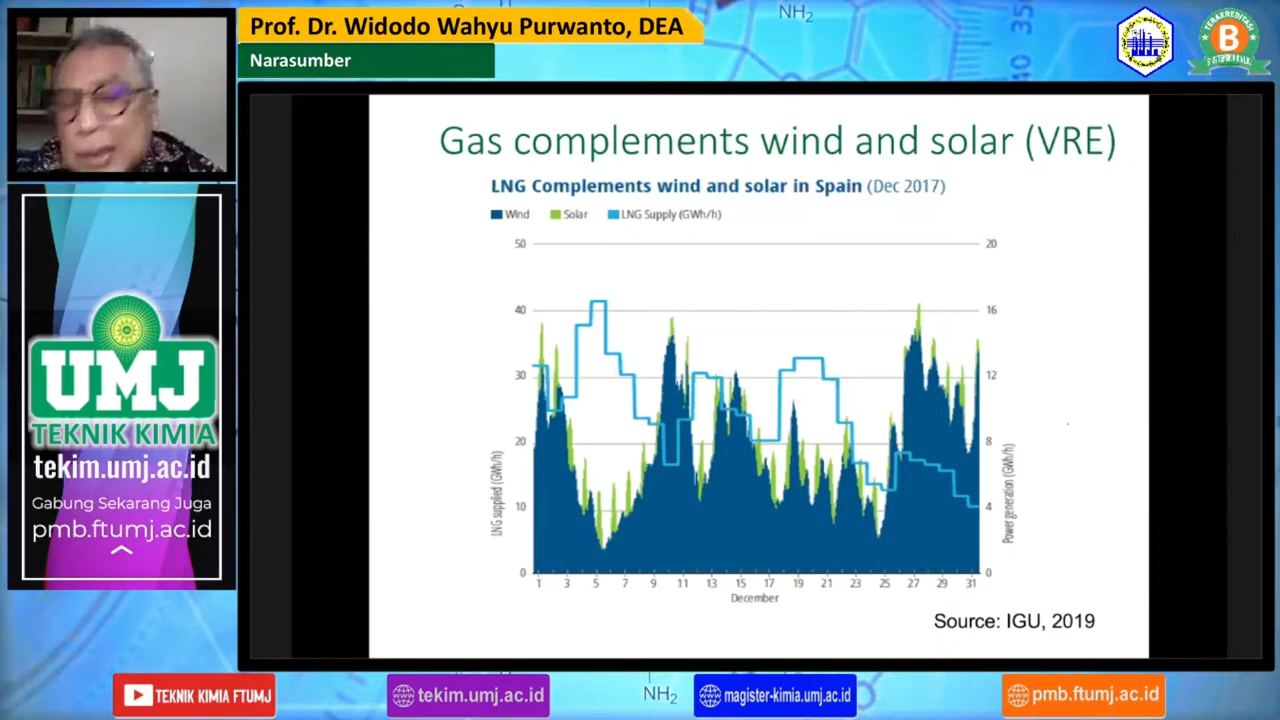 Prof. Dr. Widodo Wahyu Purwanto, DEA
Narasumber
NH₂
40 35
TERAKREDITASI
B
Gas complements wind and solar (VRE)
LNG Complements wind and solar in Spain (Dec 2017)
Wind Solar LNG Supply (GWh/h)
50 20
40 16
30 12
20 8
10 4
0 0
LNG supplied (GWh/h)
Power generation (GWh/h)
1 3 5 7 9 11 13 15 17 19 21 23 25 27 29 31
December
Source: IGU, 2019
UMJ
TEKNIK KIMIA
tekim.umj.ac.id
Gabung Sekarang Juga
pmb.ftumj.ac.id
TEKNIK KIMIA FTUMJ
tekim.umj.ac.id
NH₂
magister-kimia.umj.ac.id
pmb.ftumj.ac.id